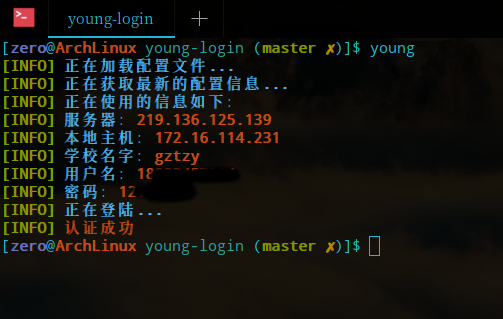 young-login
[zero@ArchLinux young-login (master ✗)]$ young
[INFO] 正在加载配置文件...
[INFO] 正在获取最新的配置信息...
[INFO] 正在使用的信息如下:
[INFO] 服务器: 219.136.125.139
[INFO] 本地主机: 172.16.114.231
[INFO] 学校名字: gztzy
[INFO] 用户名:
[INFO] 密码: 12
[INFO] 正在登陆...
[INFO] 认证成功
[zero@ArchLinux young-login (master ✗)]$